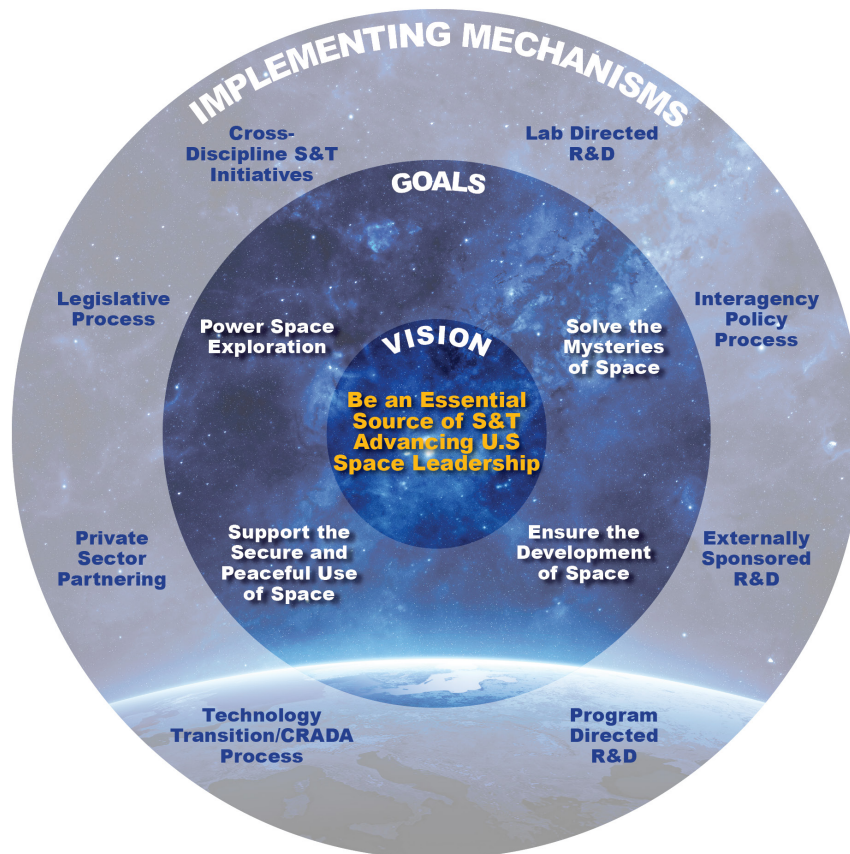 IMPLEMENTING MECHANISMS
Cross-
Discipline S&T
Initiatives
Lab Directed
R&D
GOALS
Legislative
Process
Interagency
Policy
Process
Power Space
Exploration
Solve the
Mysteries
of Space
VISION
Be an Essential
Source of S&T
Advancing U.S
Space Leadership
Private
Sector
Partnering
Support the
Secure and
Peaceful Use
of Space
Ensure the
Development
of Space
Externally
Sponsored
R&D
Technology
Transition/CRADA
Process
Program
Directed
R&D